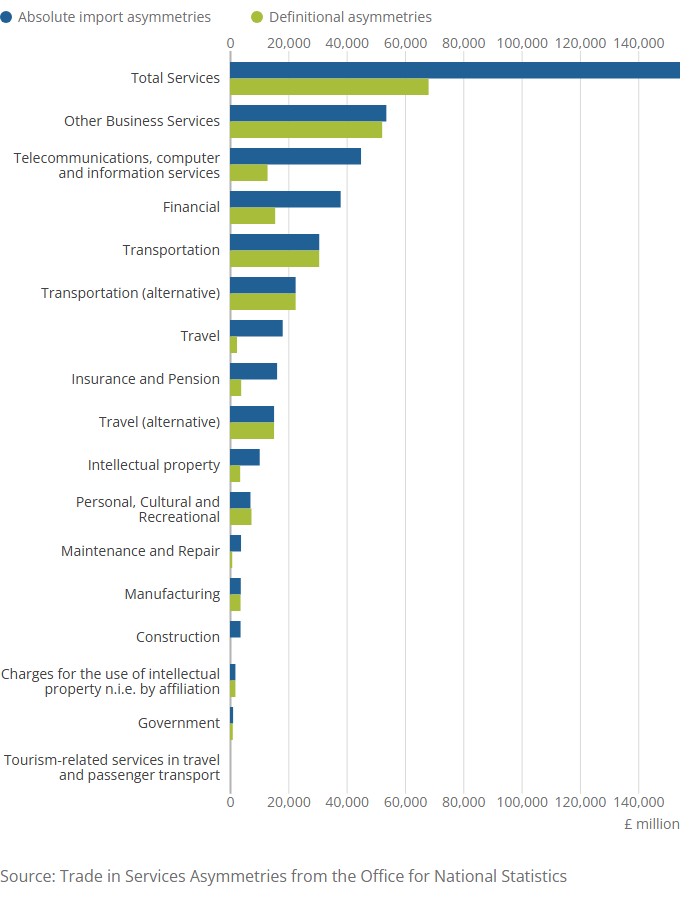 Absolute import asymmetries Definitional asymmetries
0 20,000 40,000 60,000 80,000 100,000 120,000 140,000
Total Services
Other Business Services
Telecommunications, computer
and information services
Financial
Transportation
Transportation (alternative)
Travel
Insurance and Pension
Travel (alternative)
Intellectual property
Personal, Cultural and
Recreational
Maintenance and Repair
Manufacturing
Construction
Charges for the use of intellectual
property n.i.e. by affiliation
Government
Tourism-related services in travel
and passenger transport
0 20,000 40,000 60,000 80,000 100,000 120,000 140,000
£ million
Source: Trade in Services Asymmetries from the Office for National Statistics